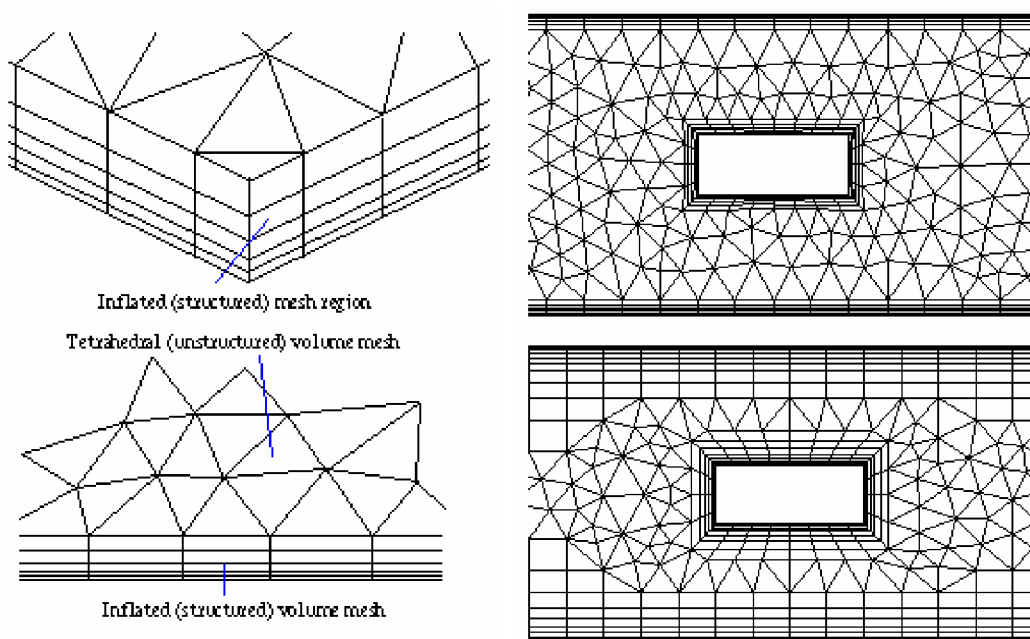 Inflated (structured) mesh region
Tetrahedral (unstructured) volume mesh
Inflated (structured) volume mesh